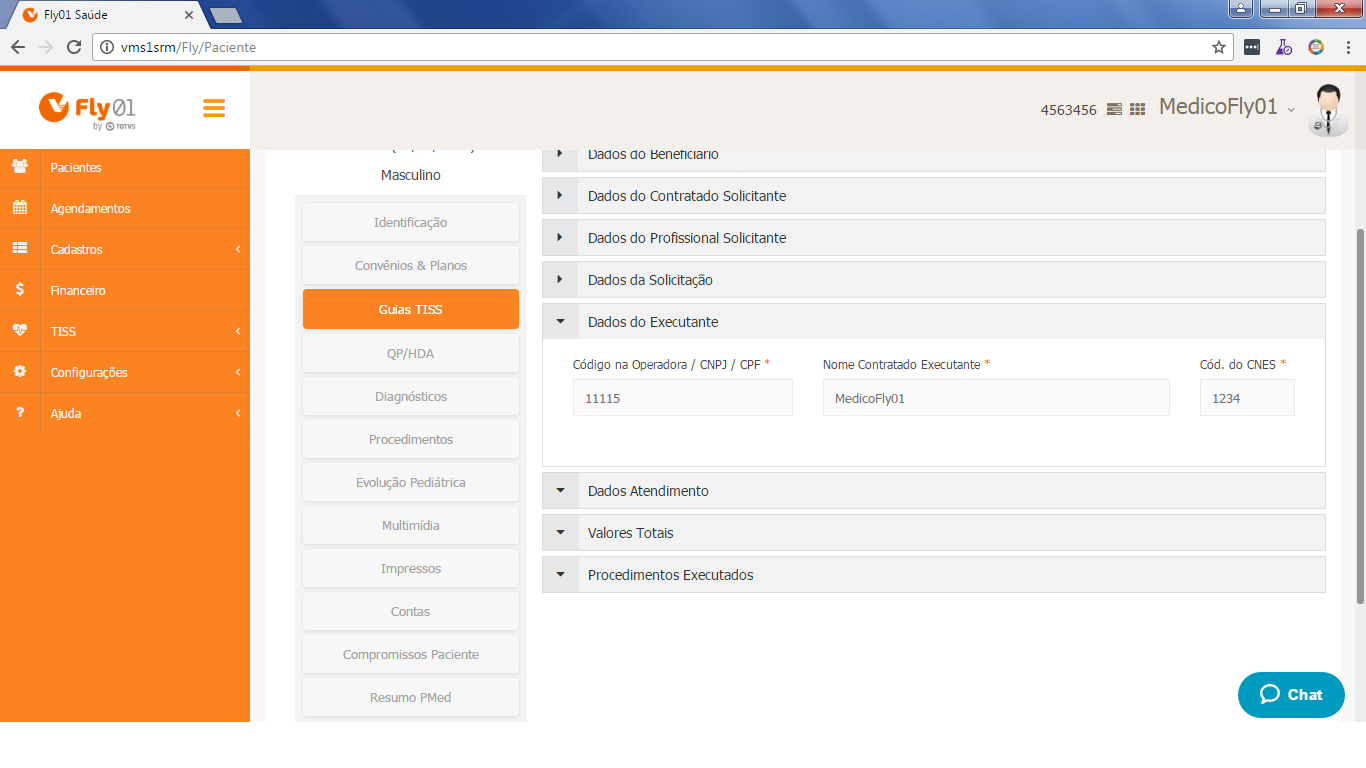 Fly01 Saúde
vms1srm/Fly/Paciente
Fly01
by TOTVS
4563456
MedicoFly01
Pacientes
Agendamentos
Cadastros
Financeiro
TISS
Configurações
Ajuda
Masculino
Identificação
Convênios & Planos
Guias TISS
QP/HDA
Diagnósticos
Procedimentos
Evolução Pediátrica
Multimídia
Impressos
Contas
Compromissos Paciente
Resumo PMed
Dados do Beneficiário
Dados do Contratado Solicitante
Dados do Profissional Solicitante
Dados da Solicitação
Dados do Executante
Código na Operadora / CNPJ / CPF * Nome Contratado Executante * Cód. do CNES *
11115 MedicoFly01 1234
Dados Atendimento
Valores Totais
Procedimentos Executados
Chat